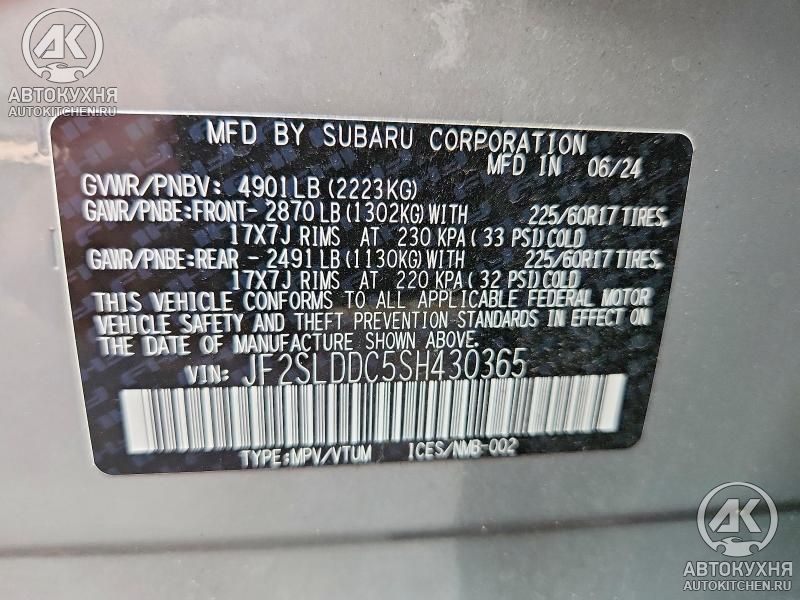 АК
АВТОКУХНЯ
AUTOKITCHEN.RU
MFD BY SUBARU CORPORATION
MFD IN 06/24
GVWR/PNBV: 4901LB (2223KG)
GAWR/PNBE:FRONT- 2870 LB (1302KG) WITH 225/60R17 TIRES,
17X7J RIMS AT 230 KPA ( 33 PSI) COLD
GAWR/PNBE:REAR - 2491 LB (1130KG) WITH 225/60R17 TIRES,
17X7J RIMS AT 220 KPA ( 32 PSI) COLD
THIS VEHICLE CONFORMS TO ALL APPLICABLE FEDERAL MOTOR
VEHICLE SAFETY AND THEFT PREVENTION STANDARDS IN EFFECT ON
THE DATE OF MANUFACTURE SHOWN ABOVE.
VIN: JF2SLDDC5SH430365
TYPE:MPV/VTUM ICES/NMB-002
АК
АВТОКУХНЯ
AUTOKITCHEN.RU